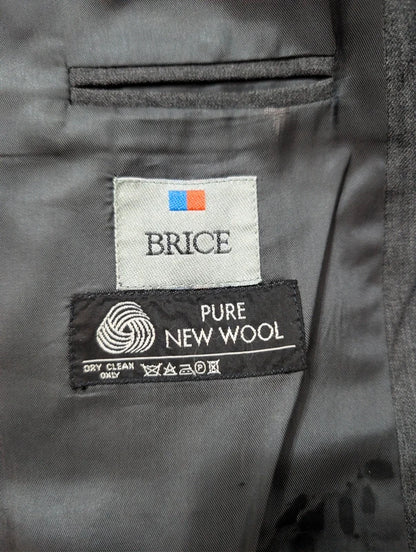 BRICE
PURE
NEW WOOL
DRY CLEAN
ONLY